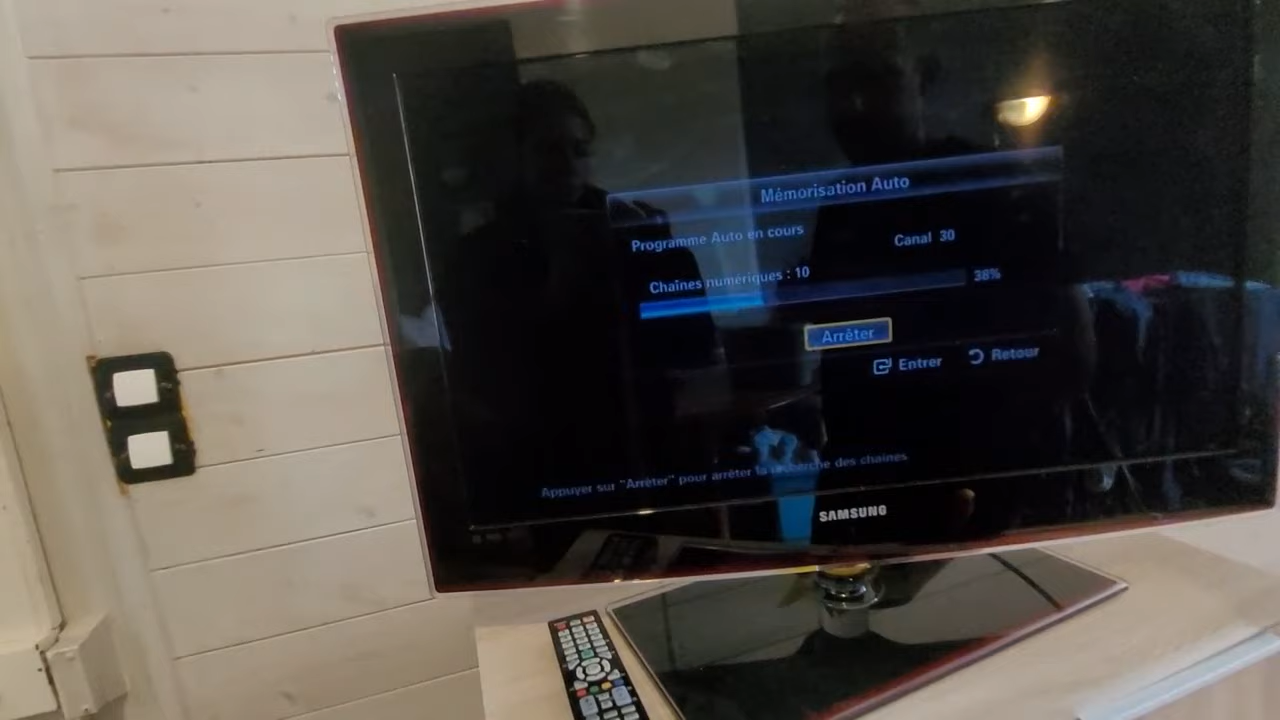 Mémorisation Auto
Programme Auto en cours
Canal 30
Chaînes numériques : 10
38%
Arrêter
Entrer
Retour
Appuyer sur "Arrêter" pour arrêter la recherche des chaines
SAMSUNG